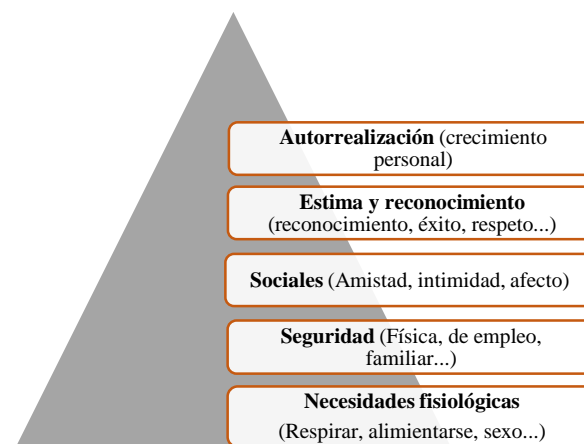 Autorrealización (crecimiento
personal)
Estima y reconocimiento
(reconocimiento, éxito, respeto...)
Sociales (Amistad, intimidad, afecto)
Seguridad (Física, de empleo,
familiar...)
Necesidades fisiológicas
(Respirar, alimentarse, sexo...)